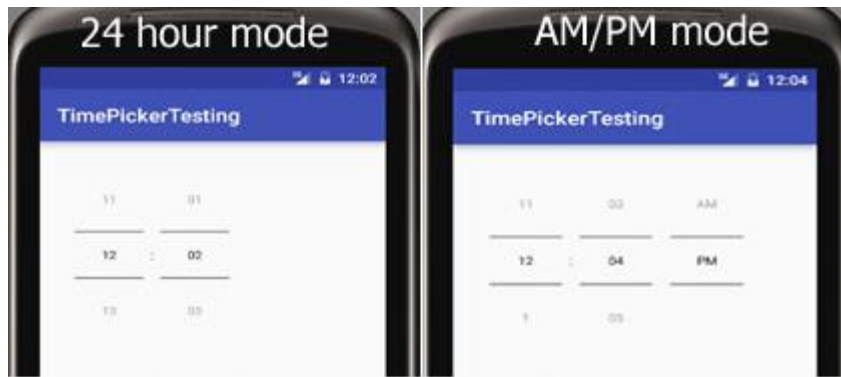 24 hour mode
12:02
TimePickerTesting
11 01
12 : 02
13 03
AM/PM mode
12:04
TimePickerTesting
11 03 AM
12 : 04 PM
1 05